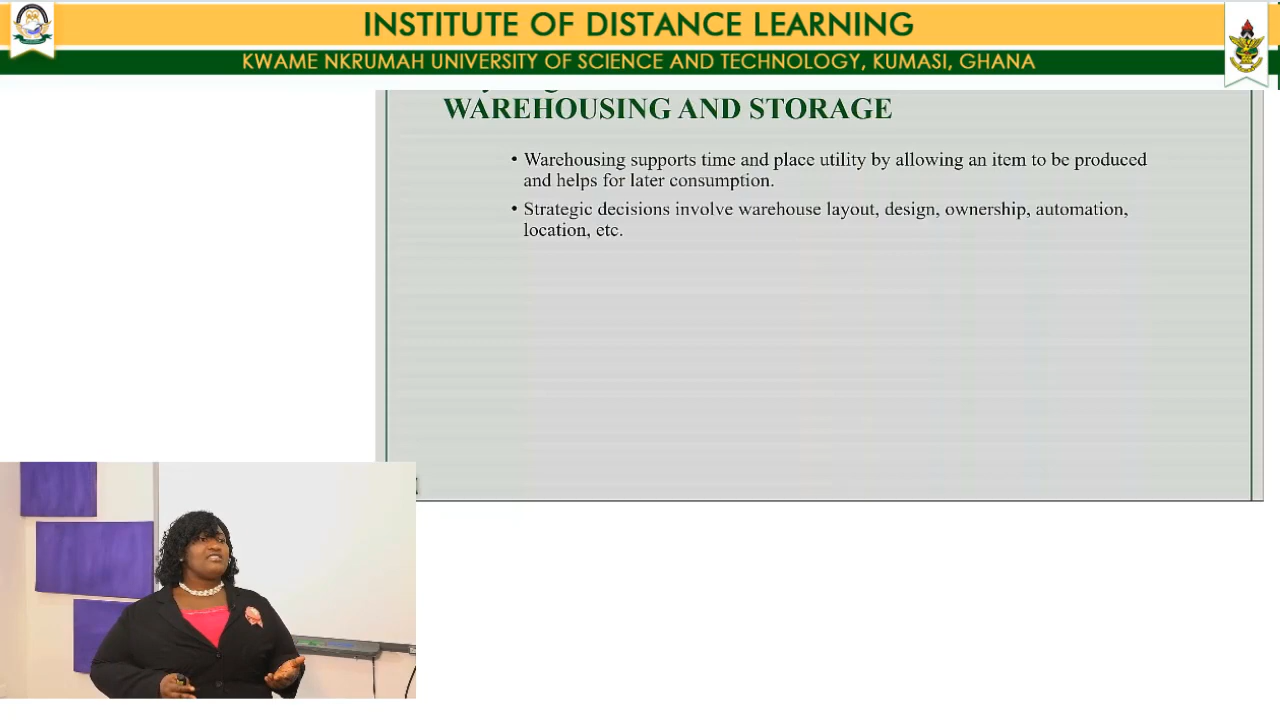 INSTITUTE OF DISTANCE LEARNING
KWAME NKRUMAH UNIVERSITY OF SCIENCE AND TECHNOLOGY, KUMASI, GHANA
WAREHOUSING AND STORAGE
• Warehousing supports time and place utility by allowing an item to be produced
and helps for later consumption.
• Strategic decisions involve warehouse layout, design, ownership, automation,
location, etc.